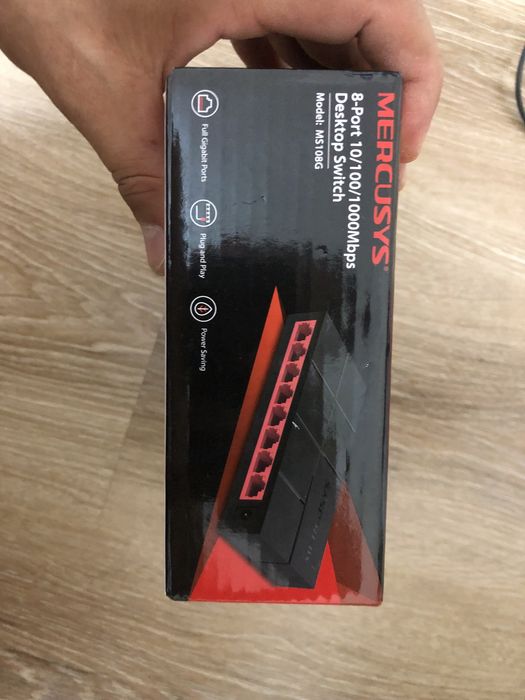 MERCUSYS®
8-Port 10/100/1000Mbps
Desktop Switch
Model: MS108G
Full Gigabit Ports
Plug and Play
Power Saving